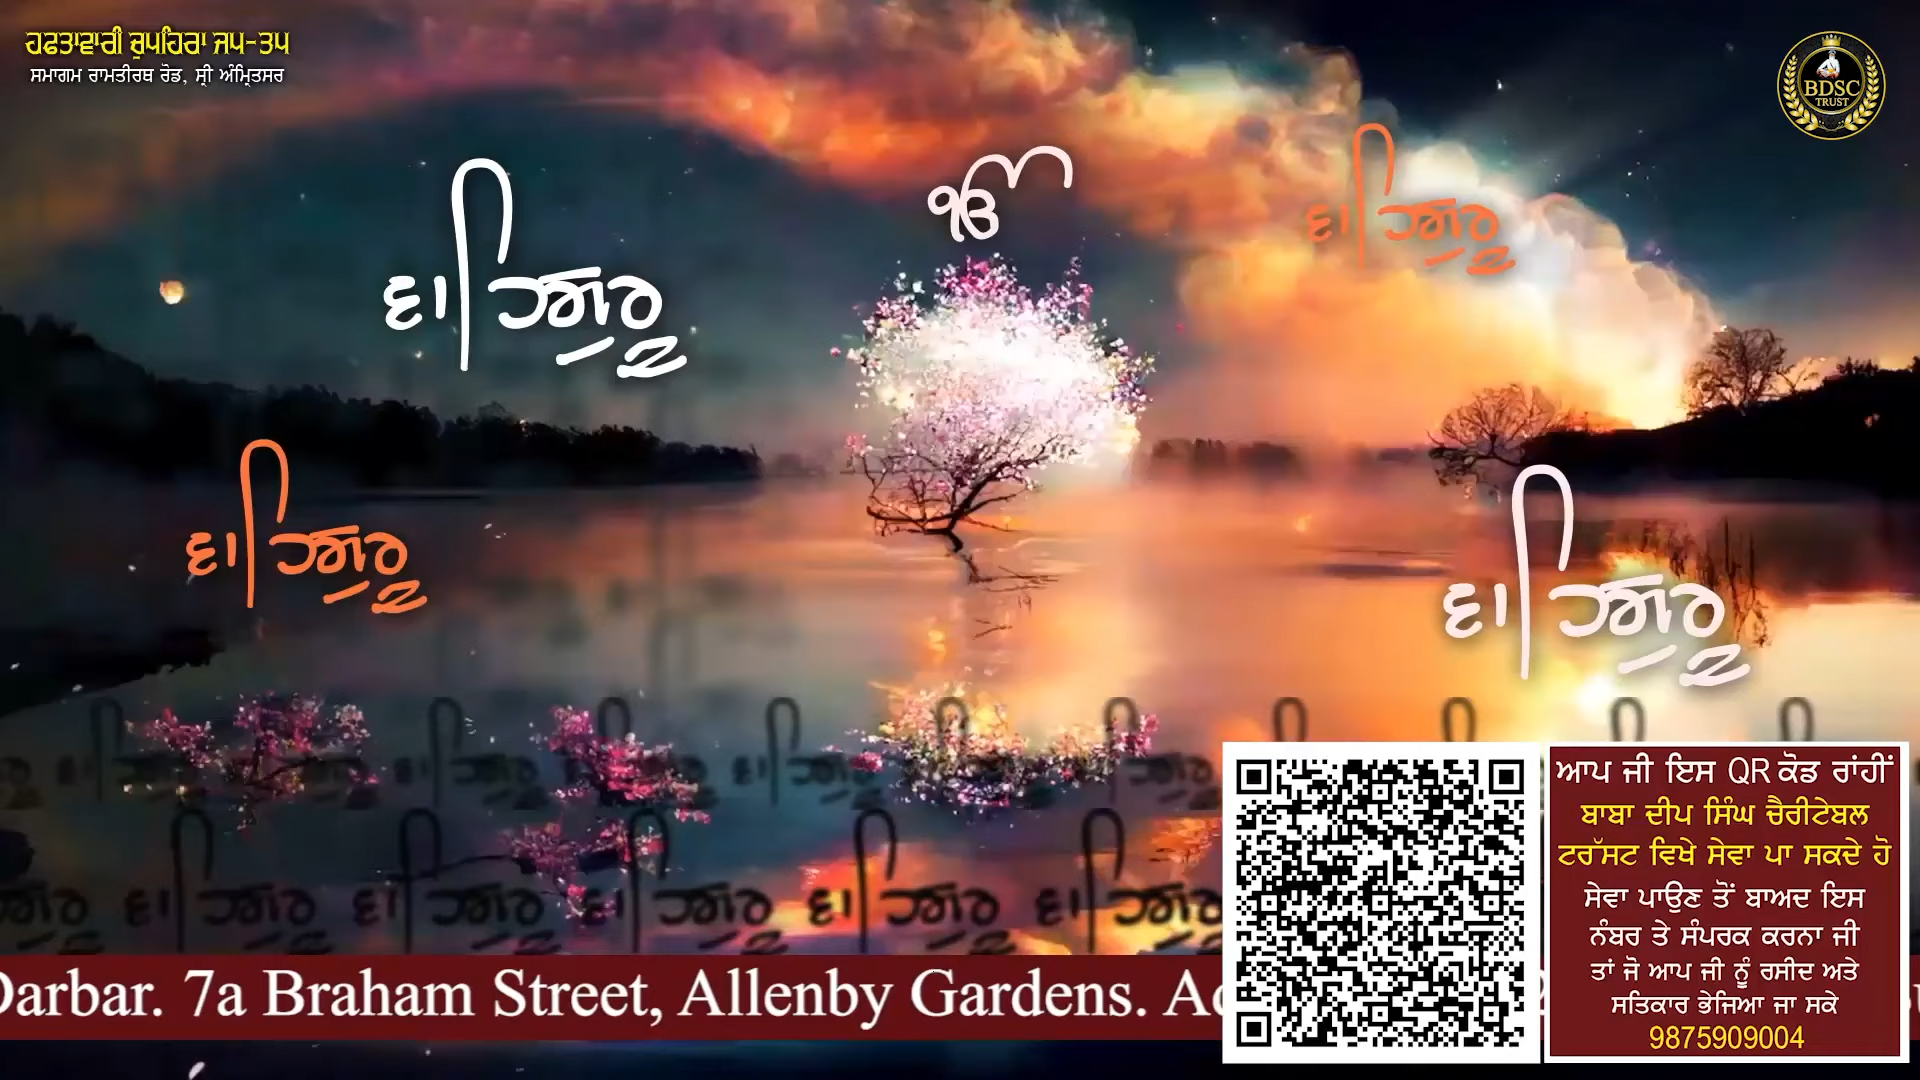 ਹਫਤਾਵਾਰੀ ਚੁਪਹਿਰਾ ਜਪ-ਤਪ
ਸਮਾਗਮ ਰਾਮਤੀਰਥ ਰੋਡ, ਸ੍ਰੀ ਅੰਮ੍ਰਿਤਸਰ
BDSC
TRUST
ੴ
ਵਾਹਿਗੁਰੂ
ਵਾਹਿਗੁਰੂ
ਵਾਹਿਗੁਰੂ
ਵਾਹਿਗੁਰੂ
ਵਾਹਿਗੁਰੂ ਵਾਹਿਗੁਰੂ ਵਾਹਿਗੁਰੂ ਵਾਹਿਗੁਰੂ ਵਾਹਿਗੁਰੂ ਵਾਹਿਗੁਰੂ
ਵਾਹਿਗੁਰੂ ਵਾਹਿਗੁਰੂ ਵਾਹਿਗੁਰੂ ਵਾਹਿਗੁਰੂ ਵਾਹਿਗੁਰੂ
Darbar. 7a Braham Street, Allenby Gardens.
ਆਪ ਜੀ ਇਸ QR ਕੋਡ ਰਾਂਹੀਂ
ਬਾਬਾ ਦੀਪ ਸਿੰਘ ਚੈਰੀਟੇਬਲ
ਟਰੱਸਟ ਵਿਖੇ ਸੇਵਾ ਪਾ ਸਕਦੇ ਹੋ
ਸੇਵਾ ਪਾਉਣ ਤੋਂ ਬਾਅਦ ਇਸ
ਨੰਬਰ ਤੇ ਸੰਪਰਕ ਕਰਨਾ ਜੀ
ਤਾਂ ਜੋ ਆਪ ਜੀ ਨੂੰ ਰਸੀਦ ਅਤੇ
ਸਤਿਕਾਰ ਭੇਜਿਆ ਜਾ ਸਕੇ
9875909004